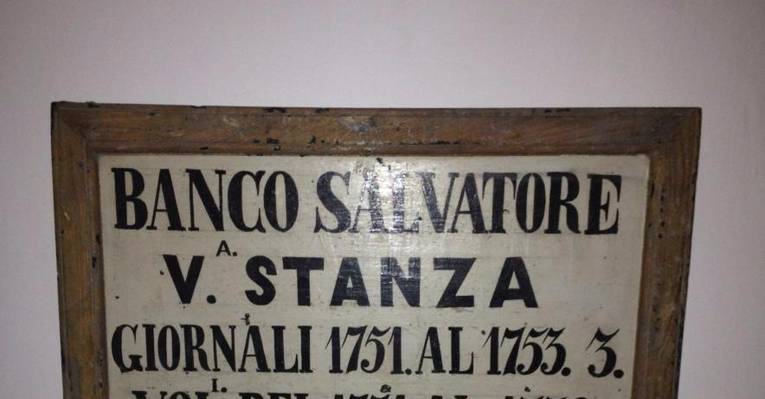 BANCO SALVATORE
V.A. STANZA
GIORNALI 1751. AL 1753. 3.